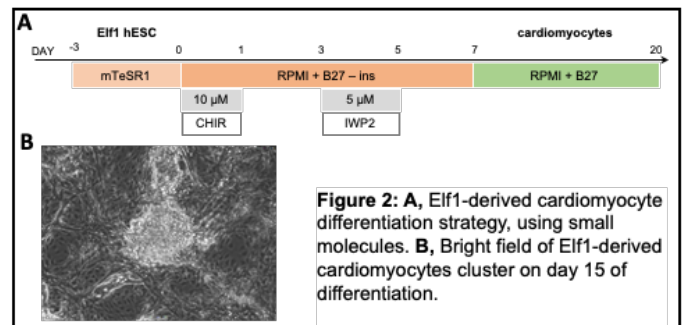 A
Elf1 hESC
cardiomyocytes
DAY -3 0 1 3 5 7 20
mTeSR1 RPMI + B27 – ins RPMI + B27
10 µM 5 µM
CHIR IWP2
B
Figure 2: A, Elf1-derived cardiomyocyte
differentiation strategy, using small
molecules. B, Bright field of Elf1-derived
cardiomyocytes cluster on day 15 of
differentiation.